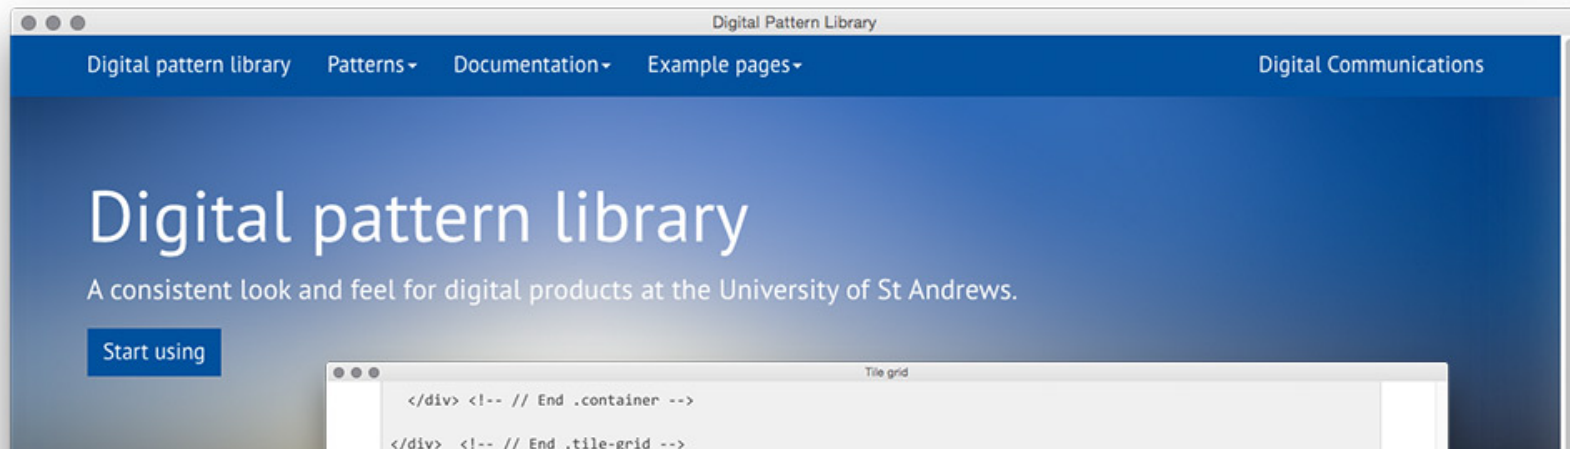 Digital Pattern Library
Digital pattern library Patterns Documentation Example pages Digital Communications
Digital pattern library
A consistent look and feel for digital products at the University of St Andrews.
Start using
Tile grid
</div> <!-- // End .container -->
</div> <!-- // End .tile-grid -->